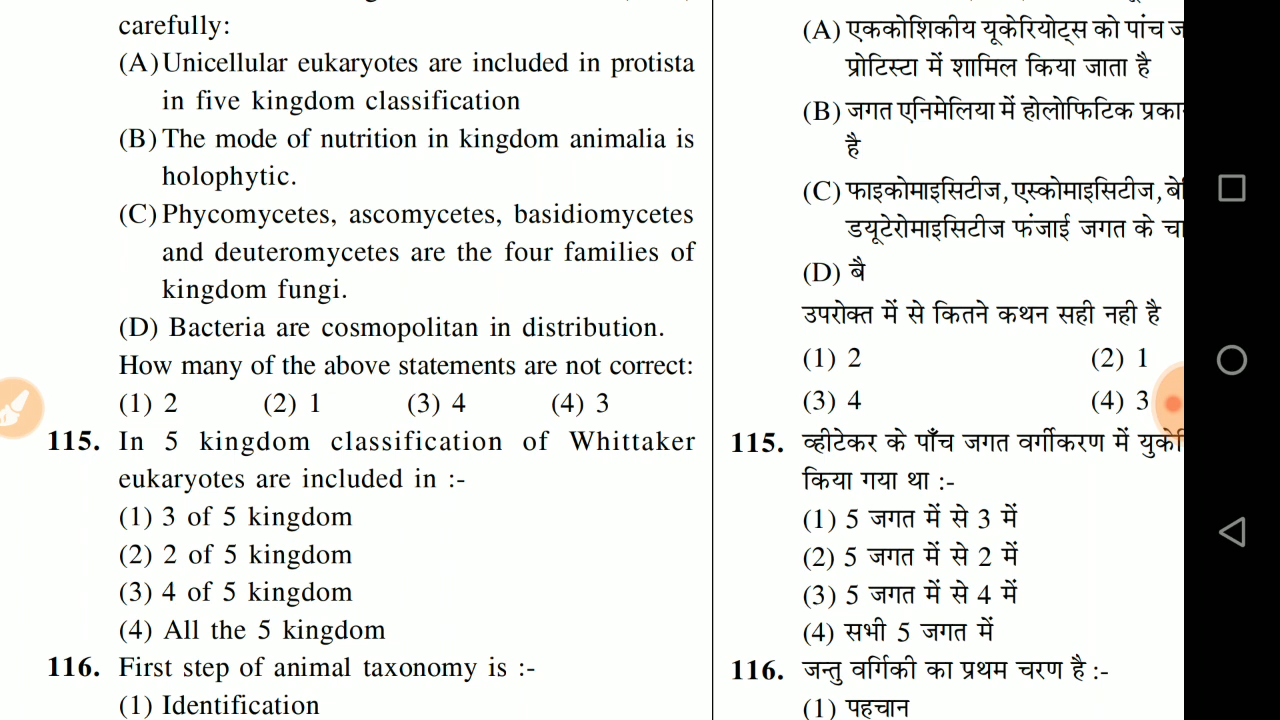 carefully:
(A) Unicellular eukaryotes are included in protista
in five kingdom classification
(B) The mode of nutrition in kingdom animalia is
holophytic.
(C) Phycomycetes, ascomycetes, basidiomycetes
and deuteromycetes are the four families of
kingdom fungi.
(D) Bacteria are cosmopolitan in distribution.
How many of the above statements are not correct:
(1) 2 (2) 1 (3) 4 (4) 3
115. In 5 kingdom classification of Whittaker
eukaryotes are included in :-
(1) 3 of 5 kingdom
(2) 2 of 5 kingdom
(3) 4 of 5 kingdom
(4) All the 5 kingdom
116. First step of animal taxonomy is :-
(1) Identification
(A) एककोशिकीय यूकेरियोट्स को पांच
प्रोटिस्टा में शामिल किया जाता है
(B) जगत एनिमेलिया में होलोफिटिक
है
(C) फाइकोमाइसिटीज, एस्कोमाइसिटीज,
डयूटेरोमाइसिटीज फंजाई जगत के
(D) बै
उपरोक्त में से कितने कथन सही नही है
(1) 2 (2) 1
(3) 4 (4) 3
115. व्हीटेकर के पाँच जगत वर्गीकरण में
किया गया था :-
(1) 5 जगत में से 3 में
(2) 5 जगत में से 2 में
(3) 5 जगत में से 4 में
(4) सभी 5 जगत में
116. जन्तु वर्गिकी का प्रथम चरण है :-
(1) पहचान